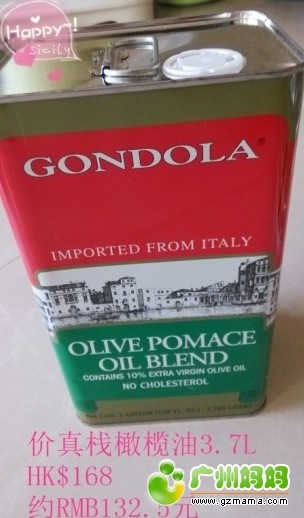 Happy!
sicily
GONDOLA®
IMPORTED FROM ITALY
OLIVE POMACE
OIL BLEND
CONTAINS 10% EXTRA VIRGIN OLIVE OIL
NO CHOLESTEROL
价真栈橄榄油3.7L
HK$168
约RMB132.5元
广州妈妈
www.gzmama.com